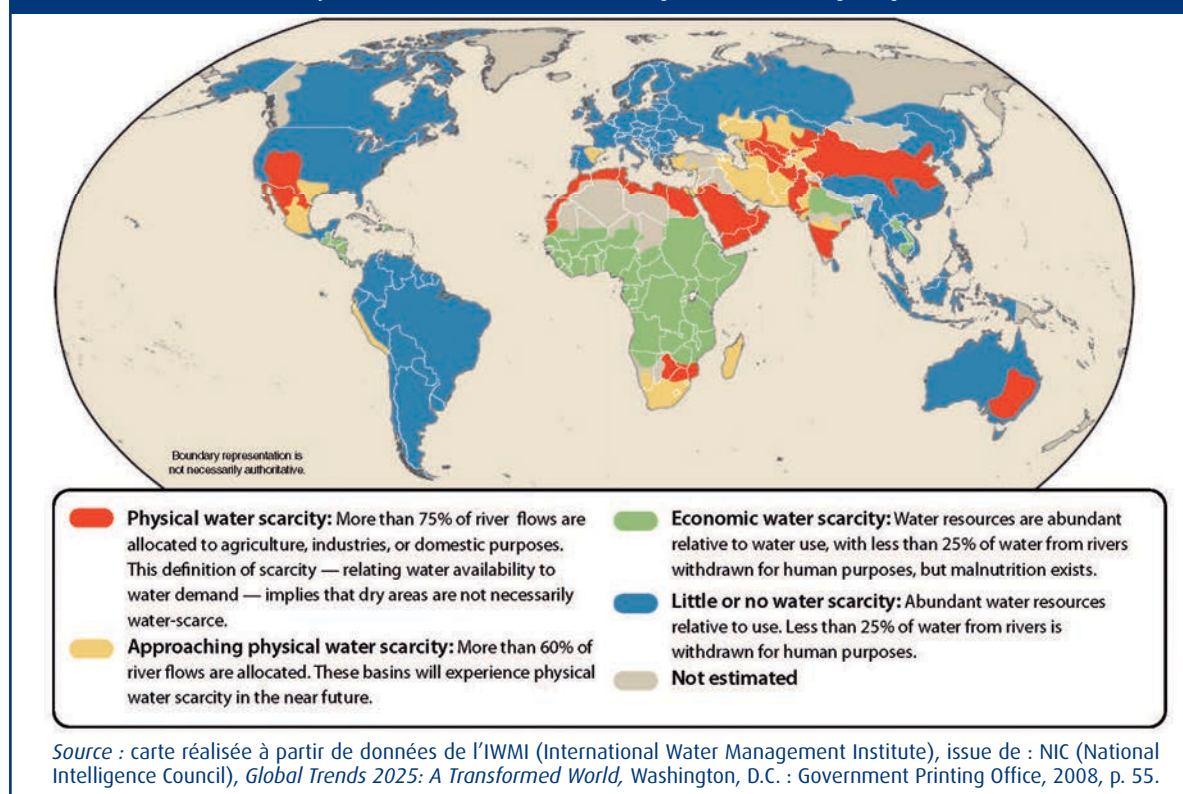 Boundary representation is
not necessarily authoritative.
Physical water scarcity: More than 75% of river flows are
allocated to agriculture, industries, or domestic purposes.
This definition of scarcity — relating water availability to
water demand — implies that dry areas are not necessarily
water-scarce.
Approaching physical water scarcity: More than 60% of
river flows are allocated. These basins will experience physical
water scarcity in the near future.
Economic water scarcity: Water resources are abundant
relative to water use, with less than 25% of water from rivers
withdrawn for human purposes, but malnutrition exists.
Little or no water scarcity: Abundant water resources
relative to use. Less than 25% of water from rivers is
withdrawn for human purposes.
Not estimated
Source : carte réalisée à partir de données de l’IWMI (International Water Management Institute), issue de : NIC (National
Intelligence Council), Global Trends 2025: A Transformed World, Washington, D.C. : Government Printing Office, 2008, p. 55.